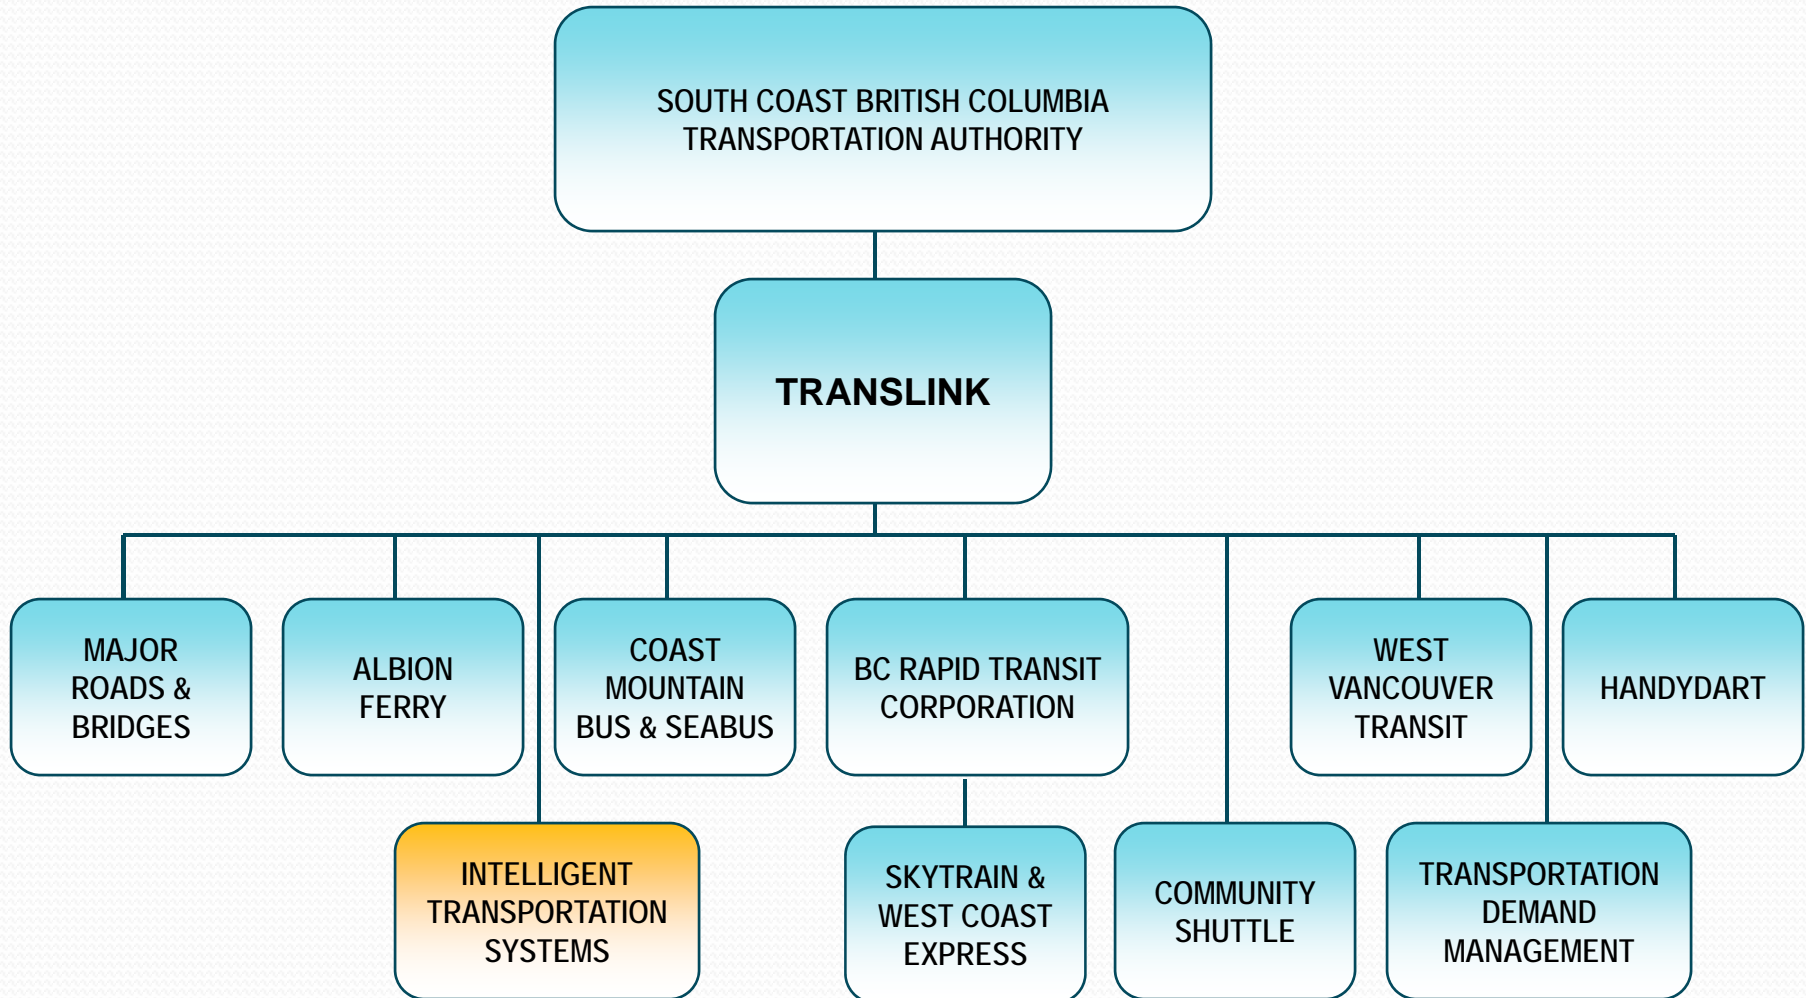 SOUTH COAST BRITISH COLUMBIA
TRANSPORTATION AUTHORITY
TRANSLINK
MAJOR
ROADS &
BRIDGES
ALBION
FERRY
COAST
MOUNTAIN
BUS & SEABUS
BC RAPID TRANSIT
CORPORATION
WEST
VANCOUVER
TRANSIT
HANDYDART
INTELLIGENT
TRANSPORTATION
SYSTEMS
SKYTRAIN &
WEST COAST
EXPRESS
COMMUNITY
SHUTTLE
TRANSPORTATION
DEMAND
MANAGEMENT